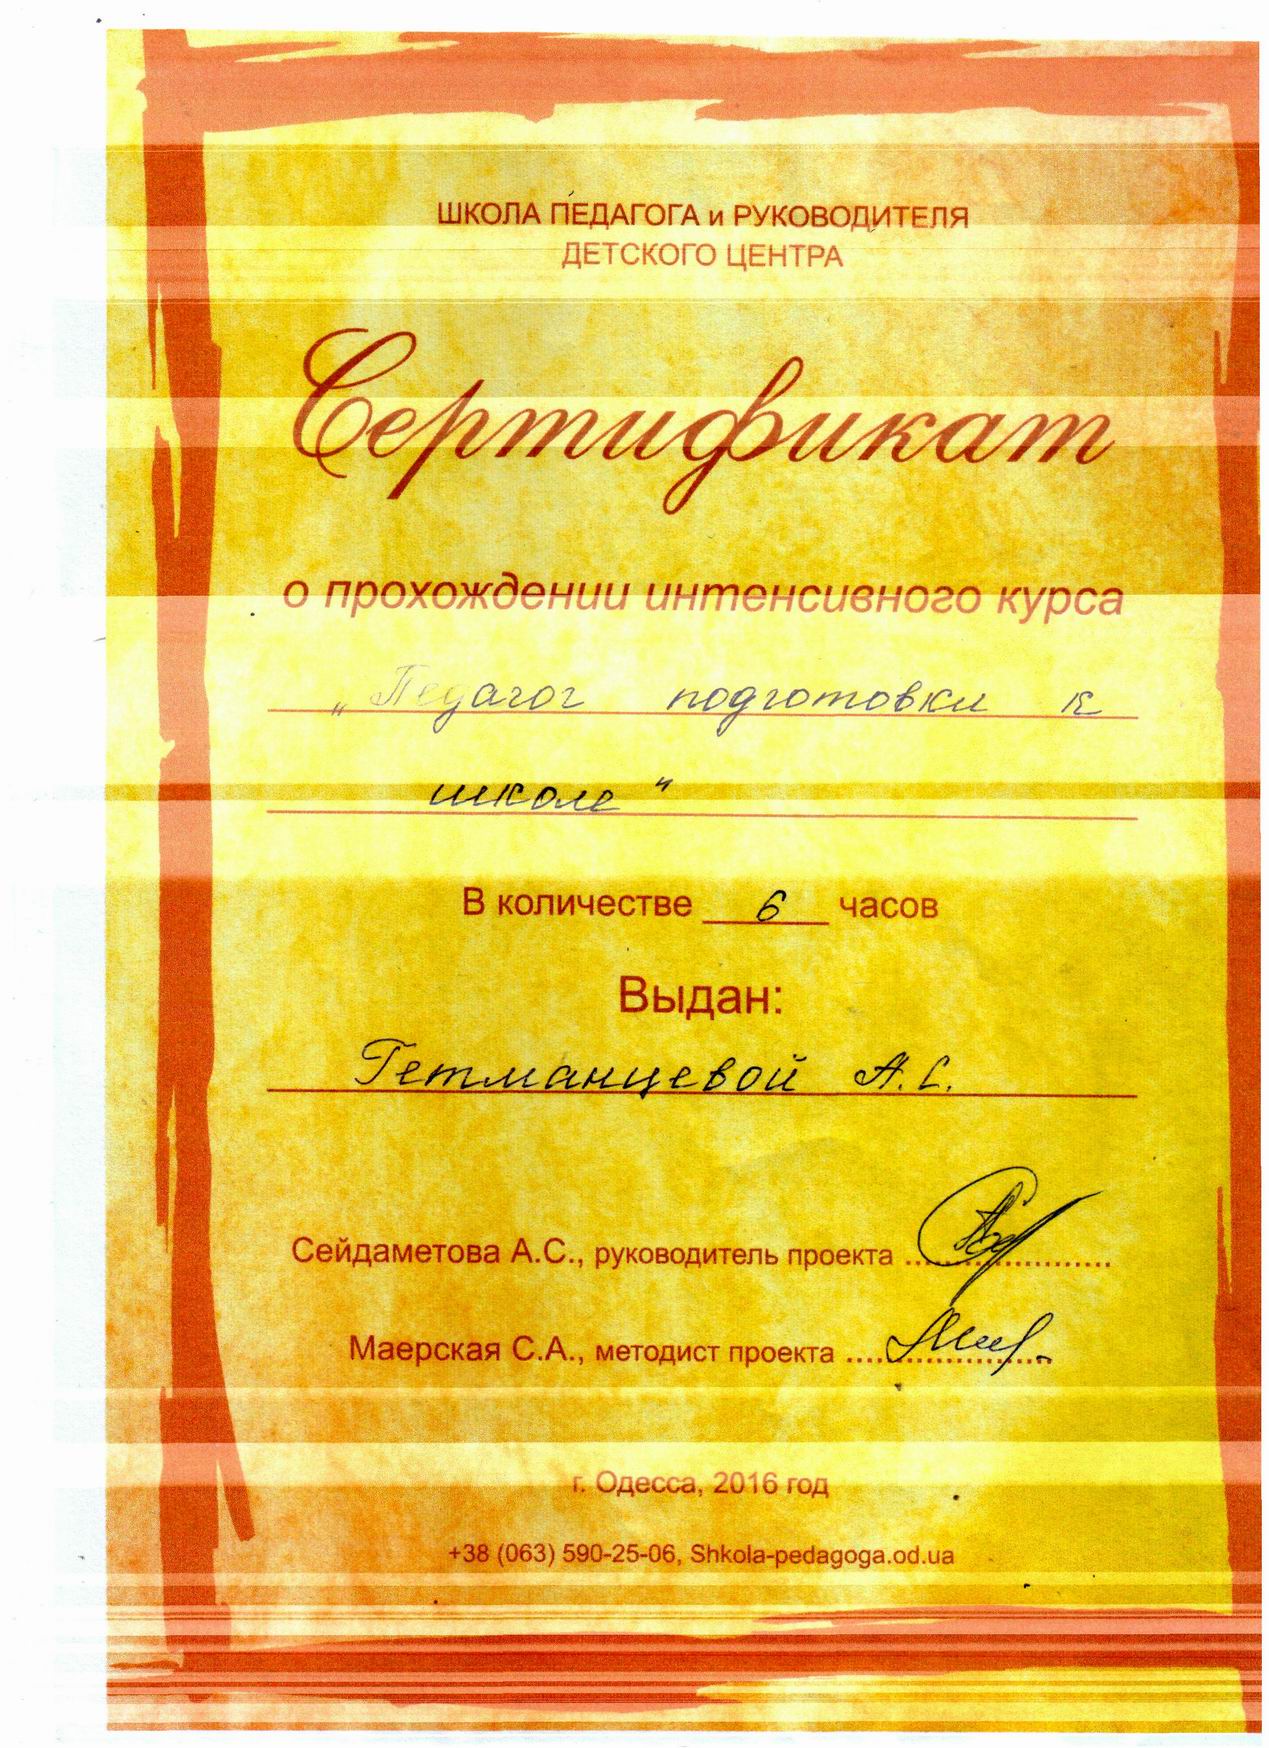 ШКОЛА ПЕДАГОГА и РУКОВОДИТЕЛЯ
ДЕТСКОГО ЦЕНТРА
Сертификат
о прохождении интенсивного курса
„Педагог подготовки к
школе"
В количестве 6 часов
Выдан:
Гетманцевой А.С.
Сейдаметова А.С., руководитель проекта ....................
Маерская С.А., методист проекта ....................
г. Одесса, 2016 год
+38 (063) 590-25-06, Shkola-pedagoga.od.ua